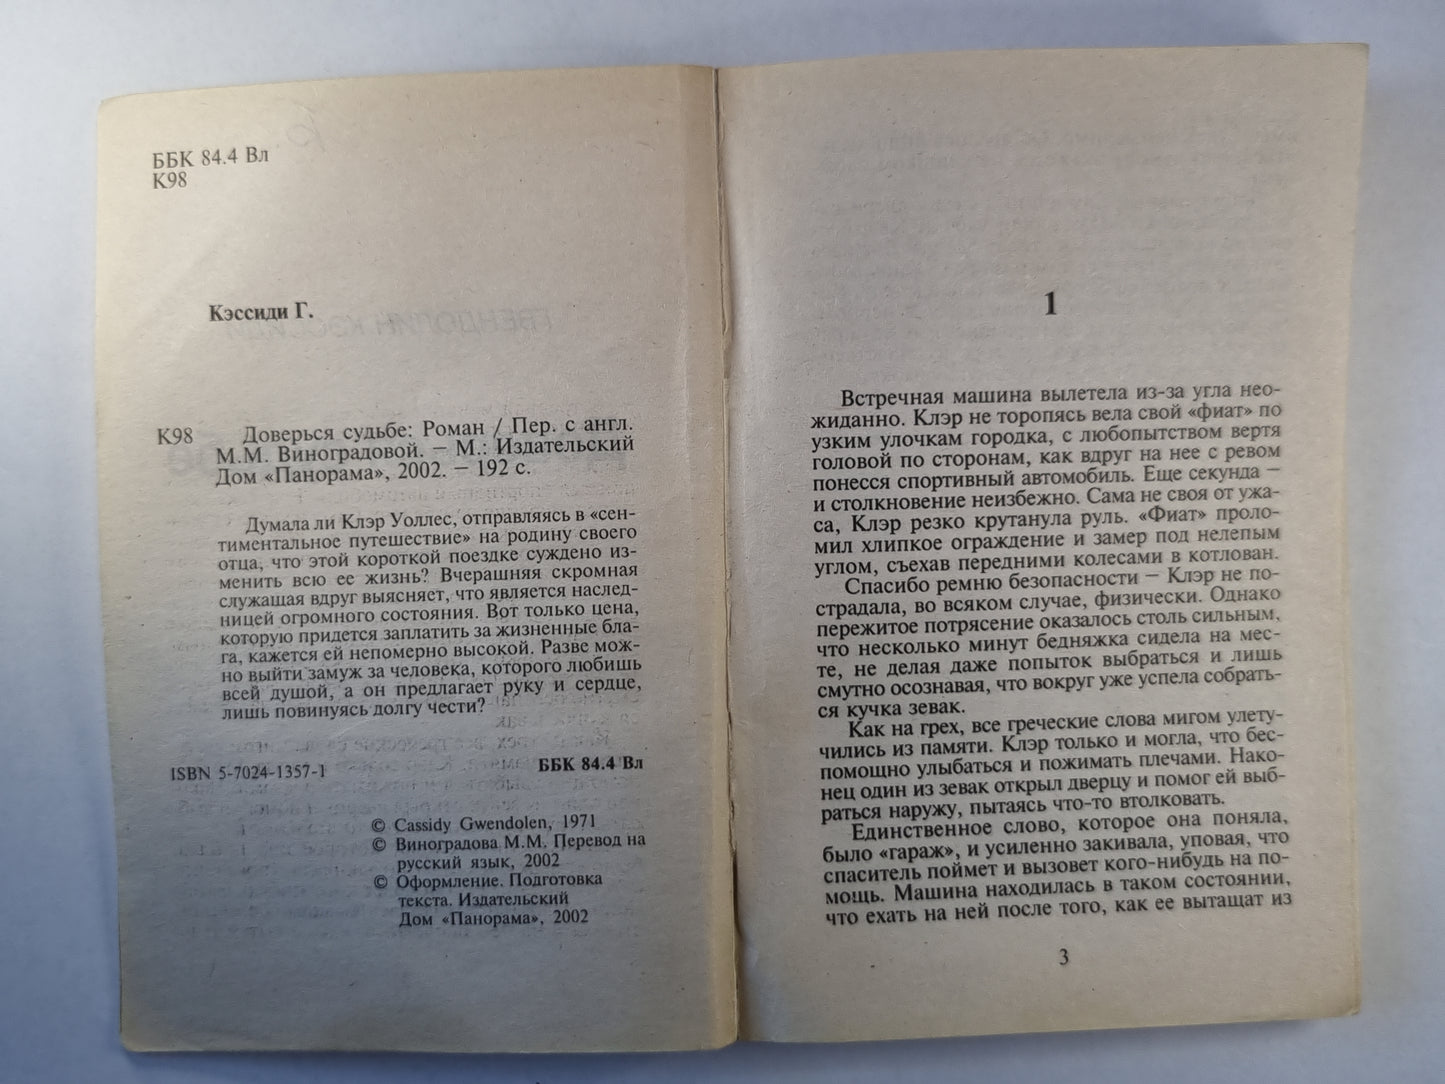 ББК 84.4 Вл
К98
Кэссиди Г.
К98 Доверься судьбе: Роман / Пер. с англ.
М.М. Виноградовой. — М.: Издательский
Дом «Панорама», 2002. — 192 с.
Думала ли Клэр Уоллес, отправляясь в «сен-
тиментальное путешествие» на родину своего
отца, что этой короткой поездке суждено из-
менить всю ее жизнь? Вчерашняя скромная
служащая вдруг выясняет, что является наслед-
ницей огромного состояния. Вот только цена,
которую придется заплатить за жизненные бла-
га, кажется ей непомерно высокой. Разве мож-
но выйти замуж за человека, которого любишь
всей душой, а он предлагает руку и сердце,
лишь повинуясь долгу чести?
ISBN 5-7024-1357-1
ББК 84.4 Вл
© Cassidy Gwendolen, 1971
© Виноградова М.М. Перевод на
русский язык, 2002
© Оформление. Подготовка
текста. Издательский
Дом «Панорама», 2002
1
Встречная машина вылетела из-за угла нео-
жиданно. Клэр не торопясь вела свой «фиат» по
узким улочкам городка, с любопытством вертя
головой по сторонам, как вдруг на нее с ревом
понесся спортивный автомобиль. Еще секунда —
и столкновение неизбежно. Сама не своя от ужа-
са, Клэр резко крутанула руль. «Фиат» проло-
мил хлипкое ограждение и замер под нелепым
углом, съехав передними колесами в котлован.
Спасибо ремню безопасности — Клэр не по-
страдала, во всяком случае, физически. Однако
пережитое потрясение оказалось столь сильным,
что несколько минут бедняжка сидела на мес-
те, не делая даже попыток выбраться и лишь
смутно осознавая, что вокруг уже успела собрать-
ся кучка зевак.
Как на грех, все греческие слова мигом улету-
чились из памяти. Клэр только и могла, что бес-
помощно улыбаться и пожимать плечами. Нако-
нец один из зевак открыл дверцу и помог ей выб-
раться наружу, пытаясь что-то втолковать.
Единственное слово, которое она поняла,
было «гараж», и усиленно закивала, уповая, что
спаситель поймет и вызовет кого-нибудь на по-
мощь. Машина находилась в таком состоянии,
что ехать на ней после того, как ее вытащат из
3